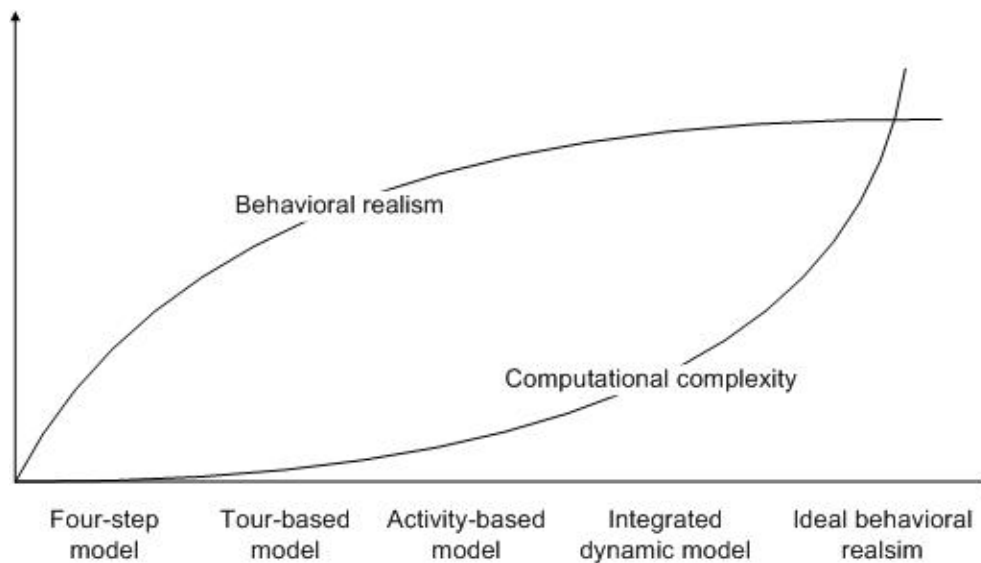 Behavioral realism
Computational complexity
Four-step
model
Tour-based
model
Activity-based
model
Integrated
dynamic model
Ideal behavioral
realsim